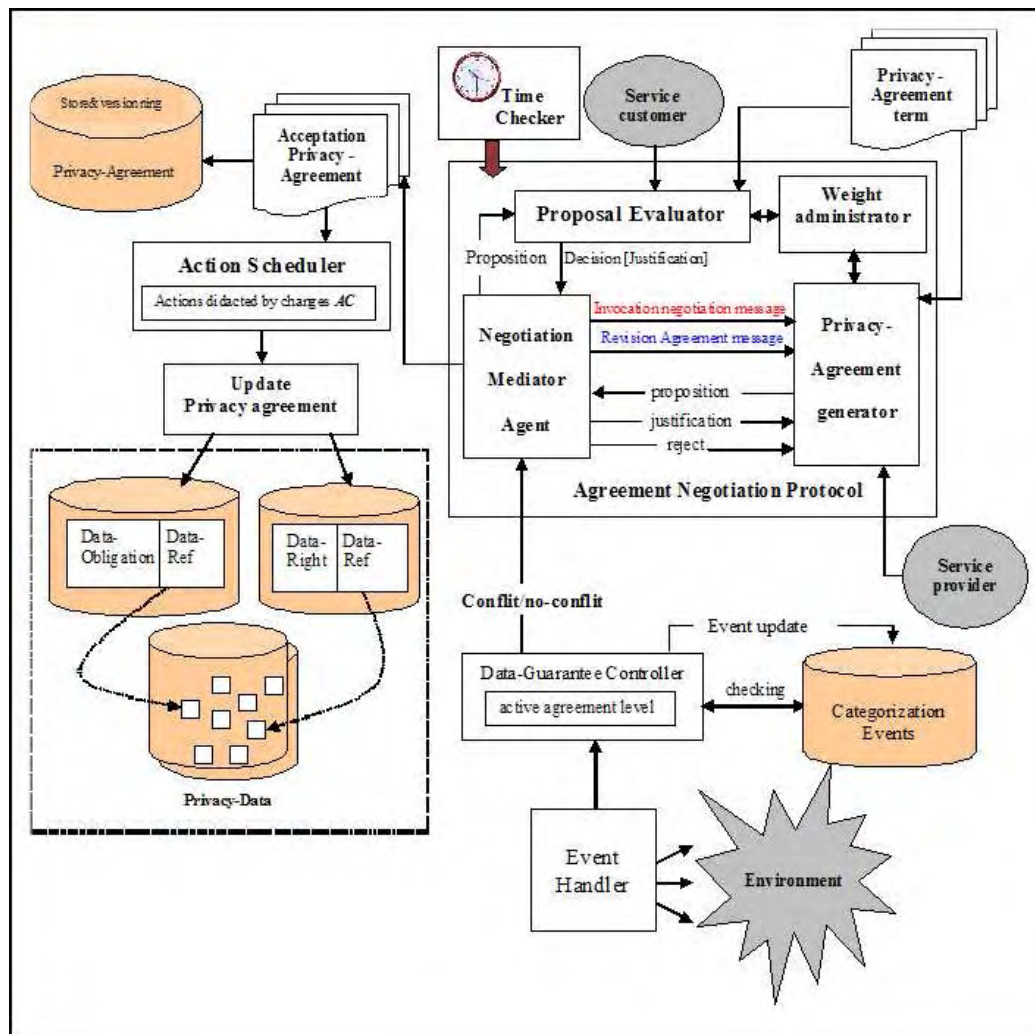 Store&versionning
Privacy-Agreement
Acceptation
Privacy -
Agreement
Time
Checker
Service
customer
Privacy -
Agreement
term
Proposal Evaluator
Weight
administrator
Action Scheduler
Actions didacted by charges AC
Proposition
Decision [Justification]
Negotiation
Mediator
Agent
Invocation negotiation message
Revision Agreement message
proposition
justification
reject
Privacy-
Agreement
generator
Agreement Negotiation Protocol
Update
Privacy agreement
Data-
Obligation
Data-
Ref
Data-
Right
Data-
Ref
Privacy-Data
Service
provider
Conflit/no-conflit
Event update
Data-Guarantee Controller
active agreement level
checking
Categorization
Events
Event
Handler
Environment